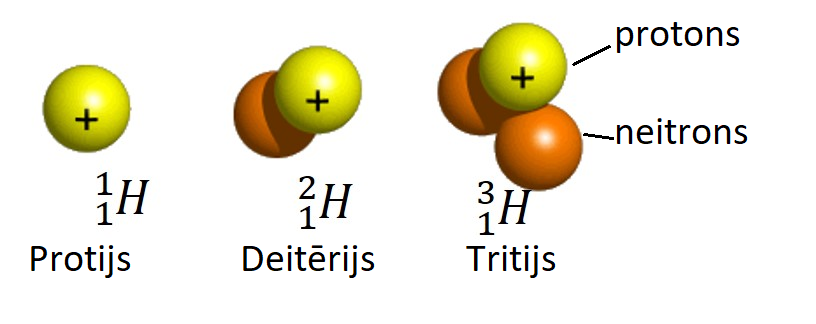 protons
neitrons
+ + +
¹₁H ²₁H ³₁H
Protijs Deitērijs Tritijs